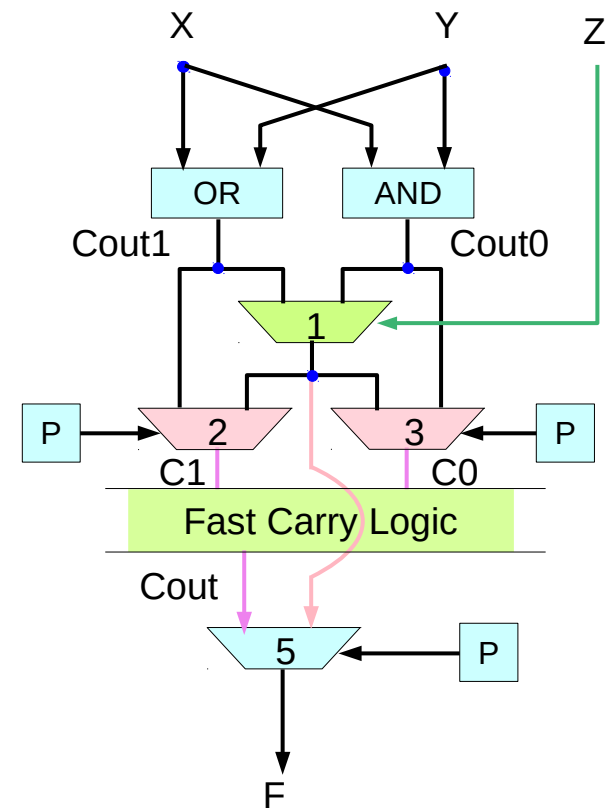 X Y Z
OR AND
Cout1 Cout0
1
P 2 3 P
C1 C0
Fast Carry Logic
Cout
5 P
F